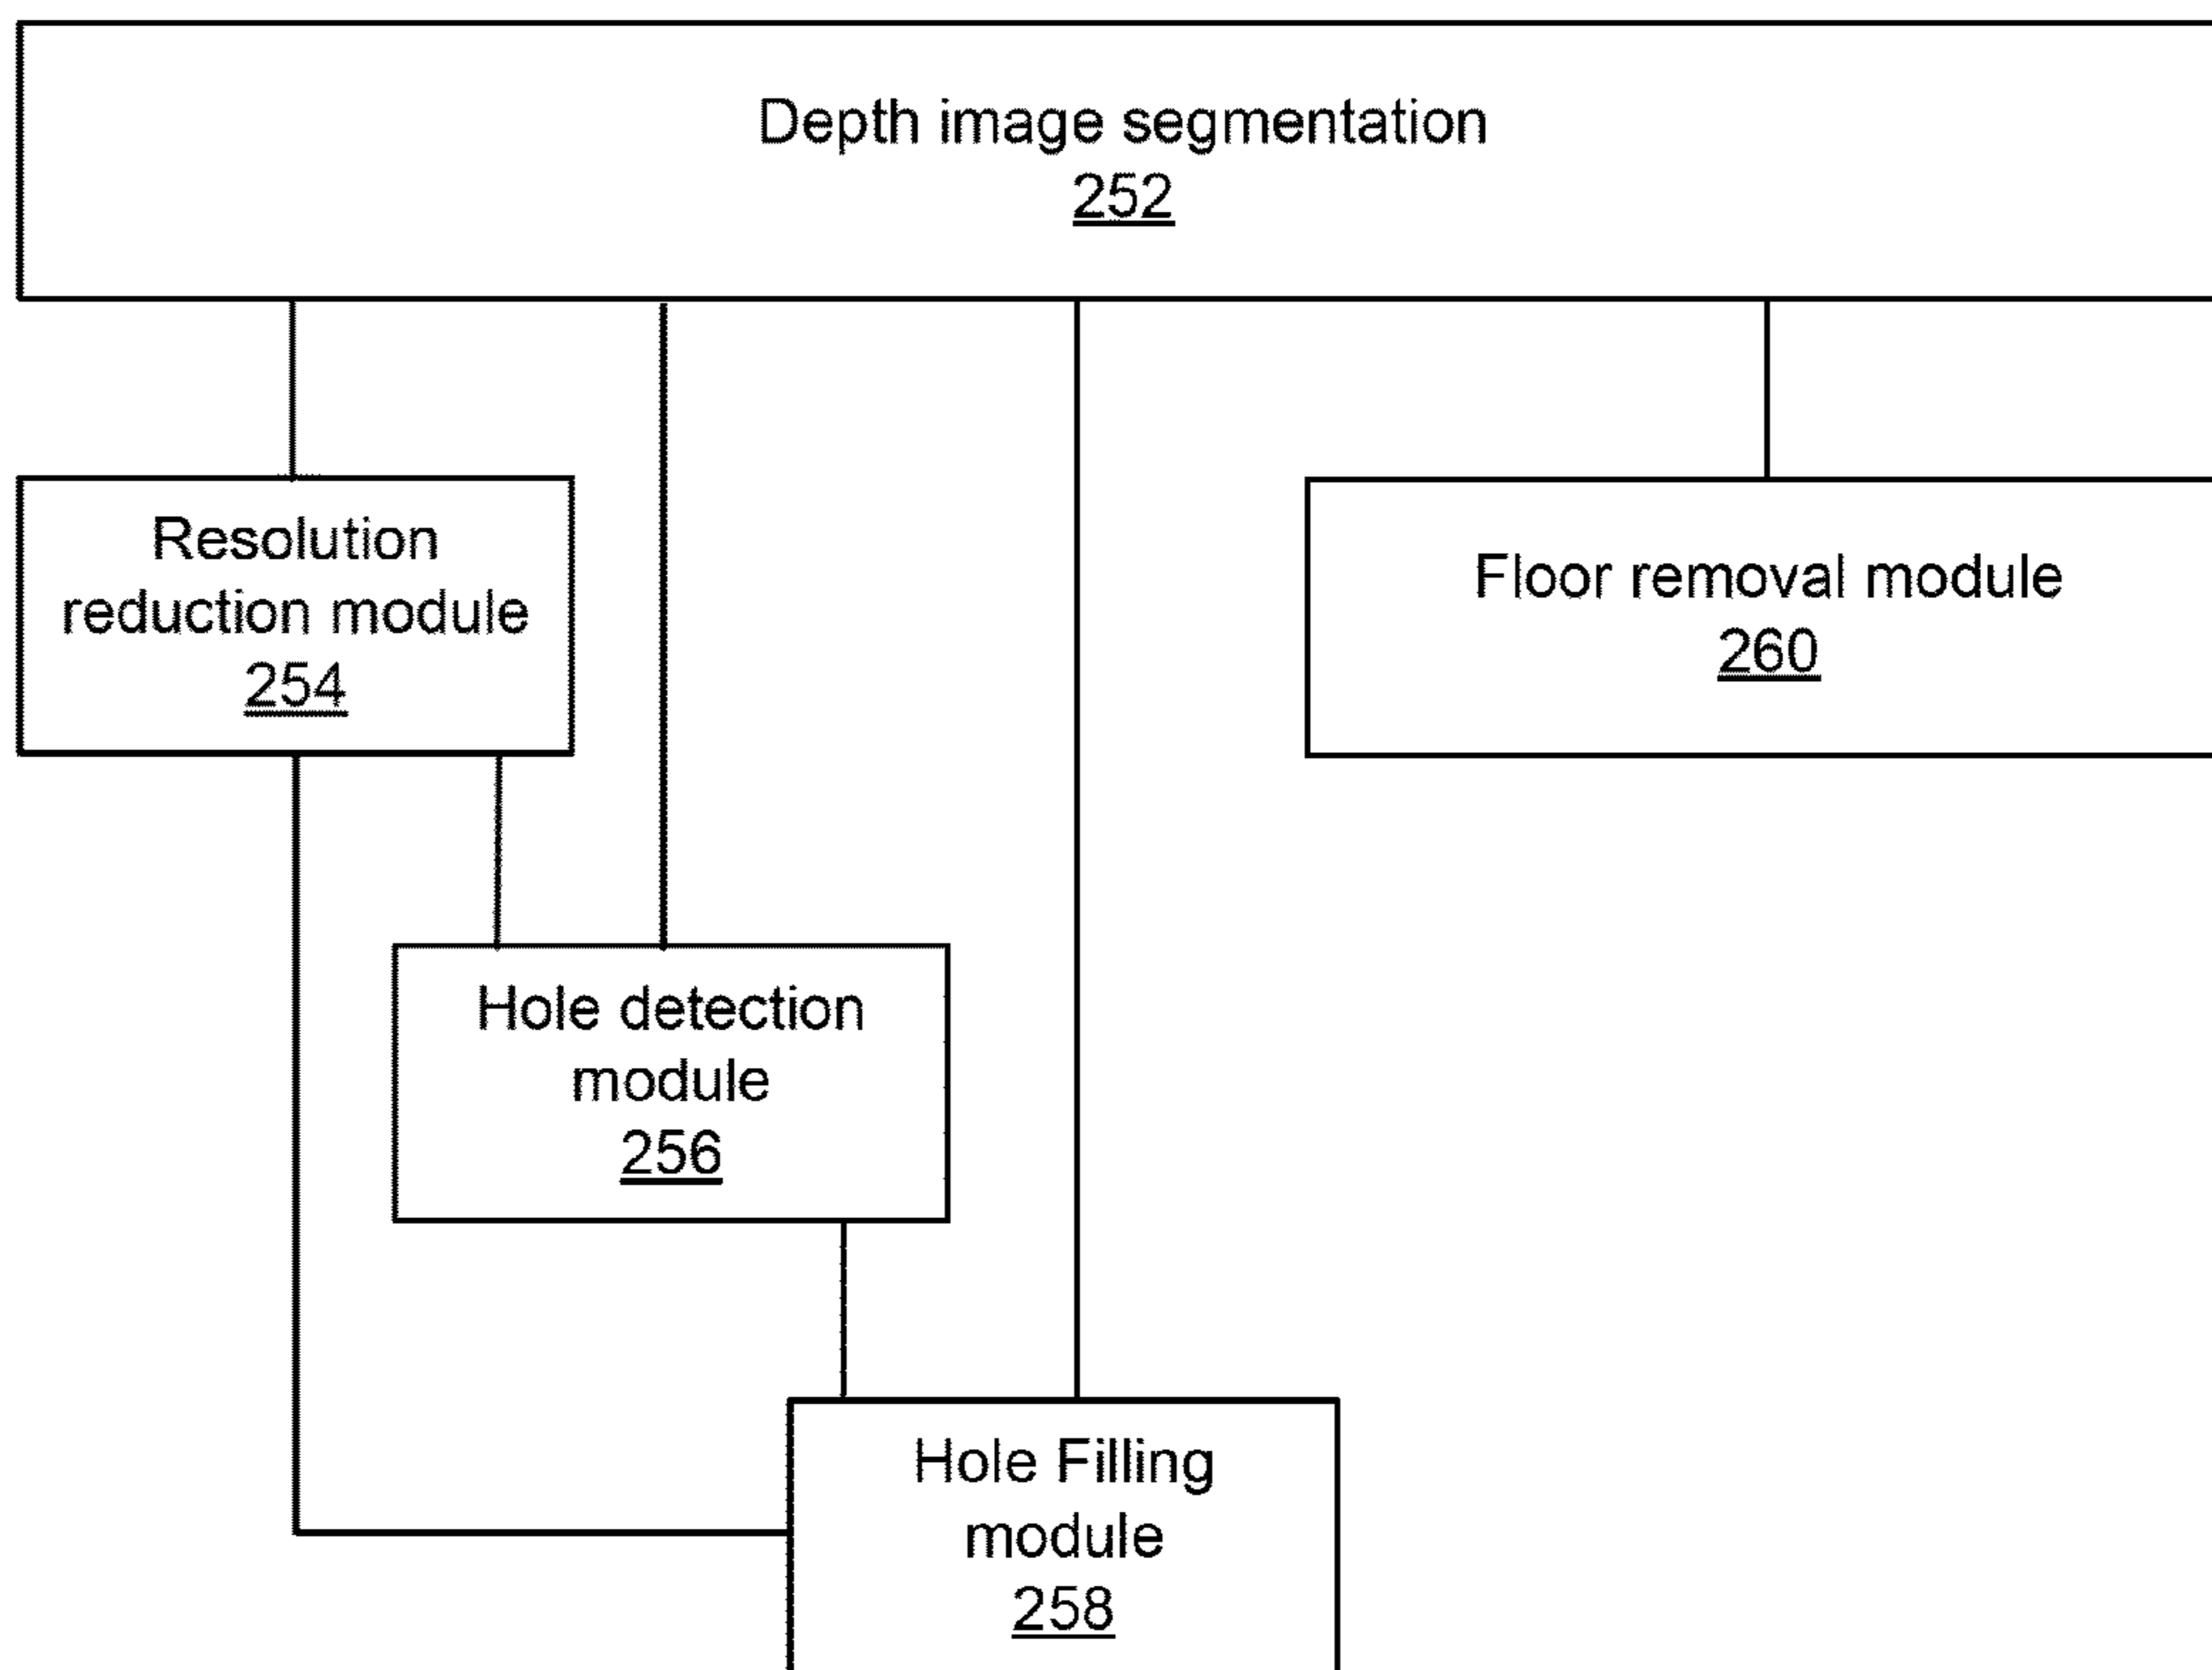 Depth image segmentation
252
Resolution
reduction module
254
Floor removal module
260
Hole detection
module
256
Hole Filling
module
258